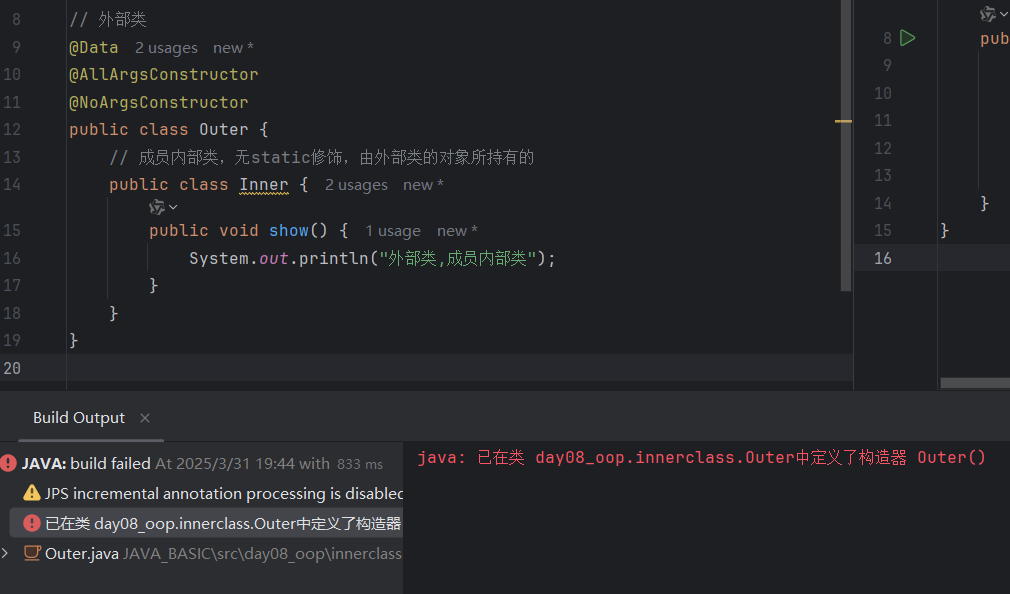 8 // 外部类
9 @Data 2 usages new *
10 @AllArgsConstructor
11 @NoArgsConstructor
12 public class Outer {
13 // 成员内部类，无static修饰，由外部类的对象所持有的
14 public class Inner { 2 usages new *
15 public void show() { 1 usage new *
16 System.out.println("外部类,成员内部类");
17 }
18 }
19 }
20
8 pub
9
10
11
12
13
14 }
15 }
16
Build Output ×
JAVA: build failed At 2025/3/31 19:44 with 833 ms
JPS incremental annotation processing is disabled
已在类 day08_oop.innerclass.Outer中定义了构造器
Outer.java JAVA_BASIC\src\day08_oop\innerclass
java: 已在类 day08_oop.innerclass.Outer中定义了构造器 Outer()